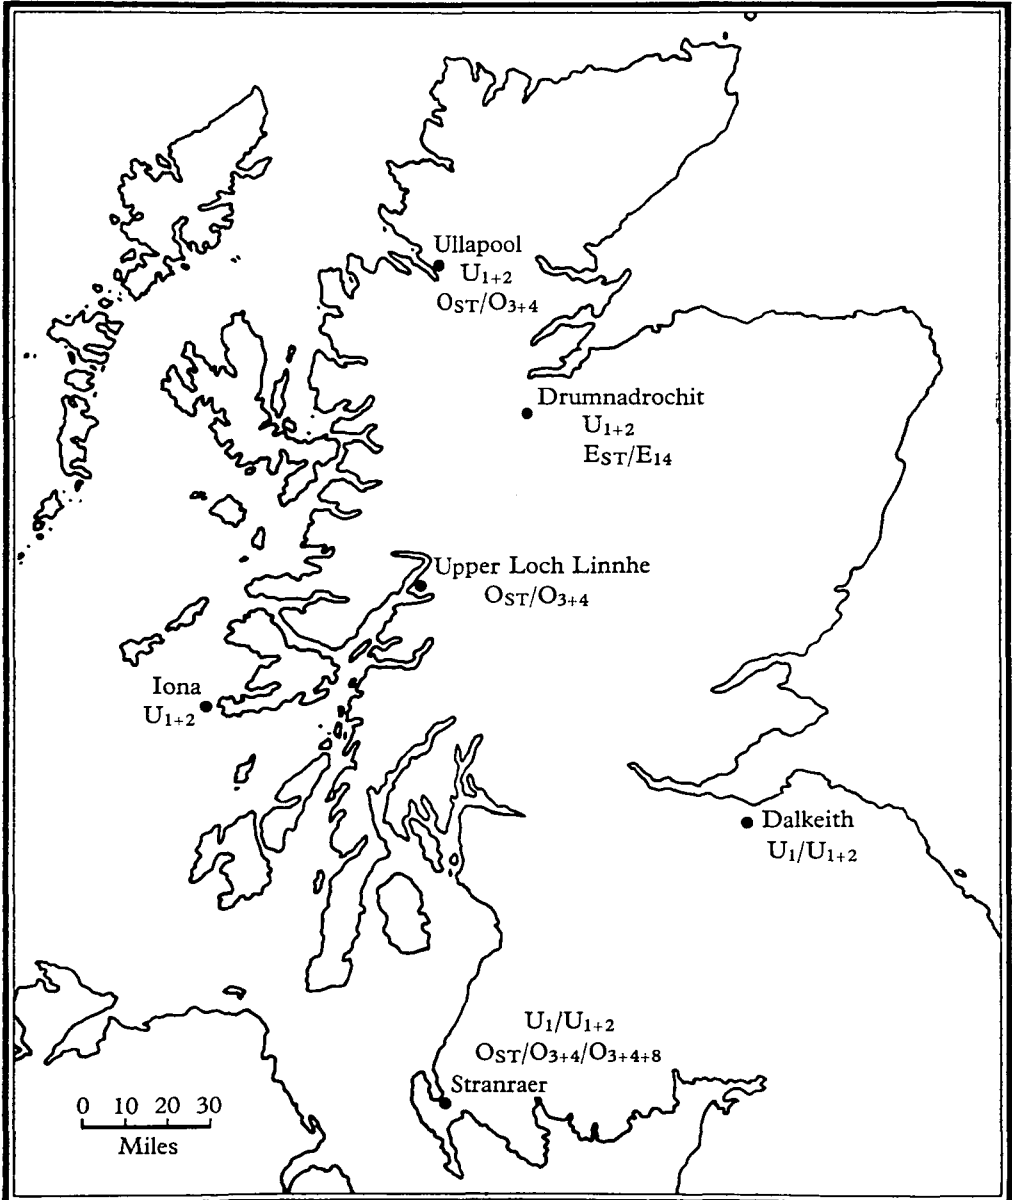 Ullapool
U1+2
OST/O3+4
Drumnadrochit
U1+2
EST/E14
Upper Loch Linnhe
OST/O3+4
Iona
U1+2
Dalkeith
U1/U1+2
U1/U1+2
OST/O3+4/O3+4+8
Stranraer
0 10 20 30
Miles